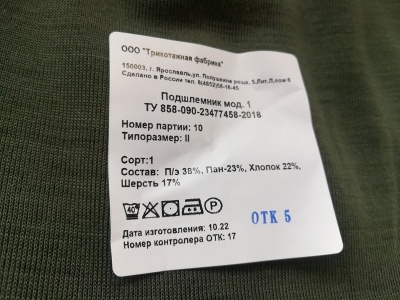 ООО "Трикотажная фабрика"
150003, г. Ярославль,ул. Полушкина роща, 5,Лит.Л,пом 6
Сделано в России тел. 8(4852)58-16-45
Подшлемник мод. 1
ТУ 858-090-23477458-2018
Номер партии: 10
Типоразмер: II
Сорт:1
Состав: П/э 38%, Пан-23%, Хлопок 22%,
Шерсть 17%
40 P
Дата изготовления: 10.22
Номер контролера ОТК: 17
ОТК 5